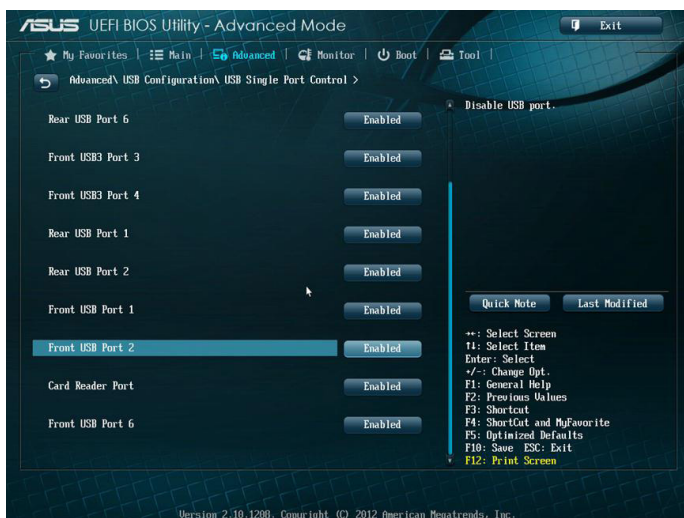 ASUS UEFI BIOS Utility - Advanced Mode
Exit
My Favorites | Main | Advanced | Monitor | Boot | Tool |
Advanced\ USB Configuration\ USB Single Port Control >
Disable USB port.
Rear USB Port 6 Enabled
Front USB3 Port 3 Enabled
Front USB3 Port 4 Enabled
Rear USB Port 1 Enabled
Rear USB Port 2 Enabled
Front USB Port 1 Enabled
Front USB Port 2 Enabled
Card Reader Port Enabled
Front USB Port 6 Enabled
Quick Note Last Modified
→←: Select Screen
↑↓: Select Item
Enter: Select
+/-: Change Opt.
F1: General Help
F2: Previous Values
F3: Shortcut
F4: ShortCut and MyFavorite
F5: Optimized Defaults
F10: Save ESC: Exit
F12: Print Screen
Version 2.10.1208. Copyright (C) 2012 American Megatrends, Inc.